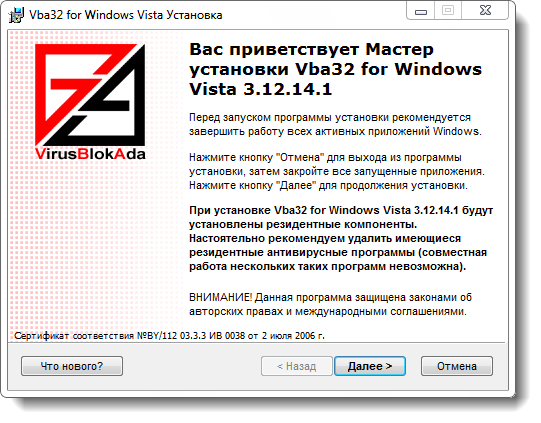 Vba32 for Windows Vista Установка
VirusBlokAda
Вас приветствует Мастер
установки Vba32 for Windows
Vista 3.12.14.1
Перед запуском программы установки рекомендуется
завершить работу всех активных приложений Windows.
Нажмите кнопку "Отмена" для выхода из программы
установки, затем закройте все запущенные приложения.
Нажмите кнопку "Далее" для продолжения установки.
При установке Vba32 for Windows Vista 3.12.14.1 будут
установлены резидентные компоненты.
Настоятельно рекомендуем удалить имеющиеся
резидентные антивирусные программы (совместная
работа нескольких таких программ невозможна).
ВНИМАНИЕ! Данная программа защищена законами об
авторских правах и международными соглашениями.
Сертификат соответствия №BY/112 03.3.3 ИВ 0038 от 2 июля 2006 г.
Что нового?
< Назад
Далее >
Отмена